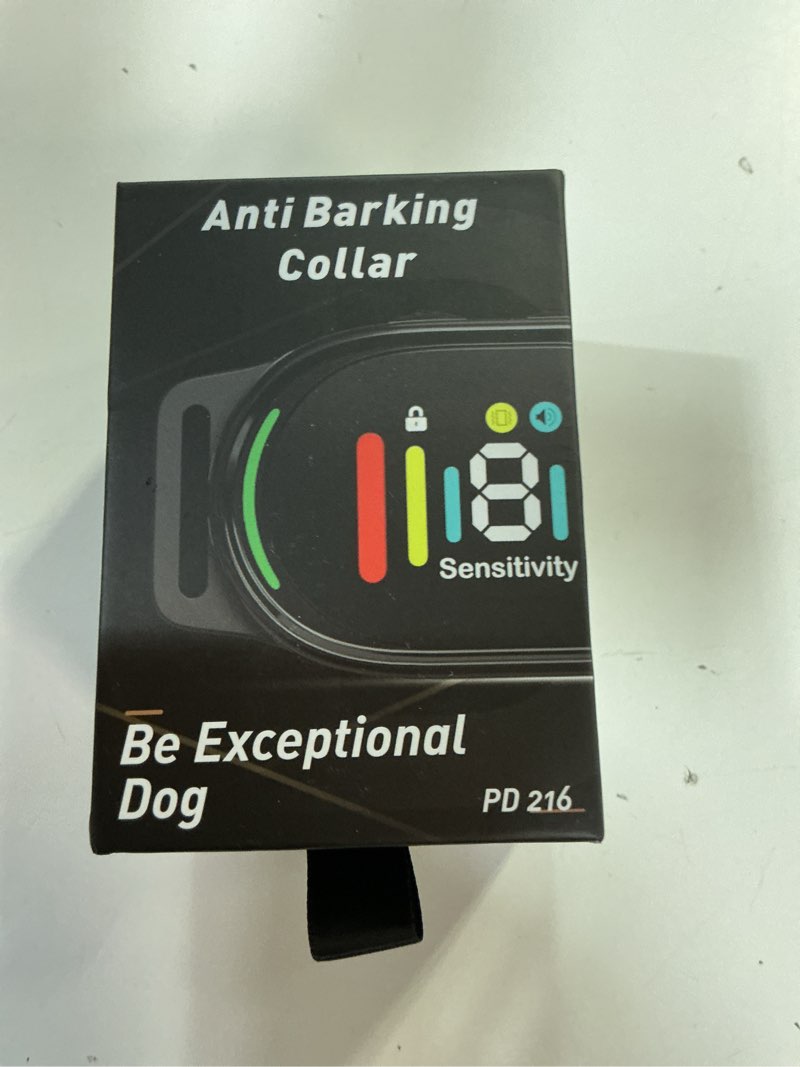 Anti Barking
Collar
8
Sensitivity
Be Exceptional
Dog
PD 216